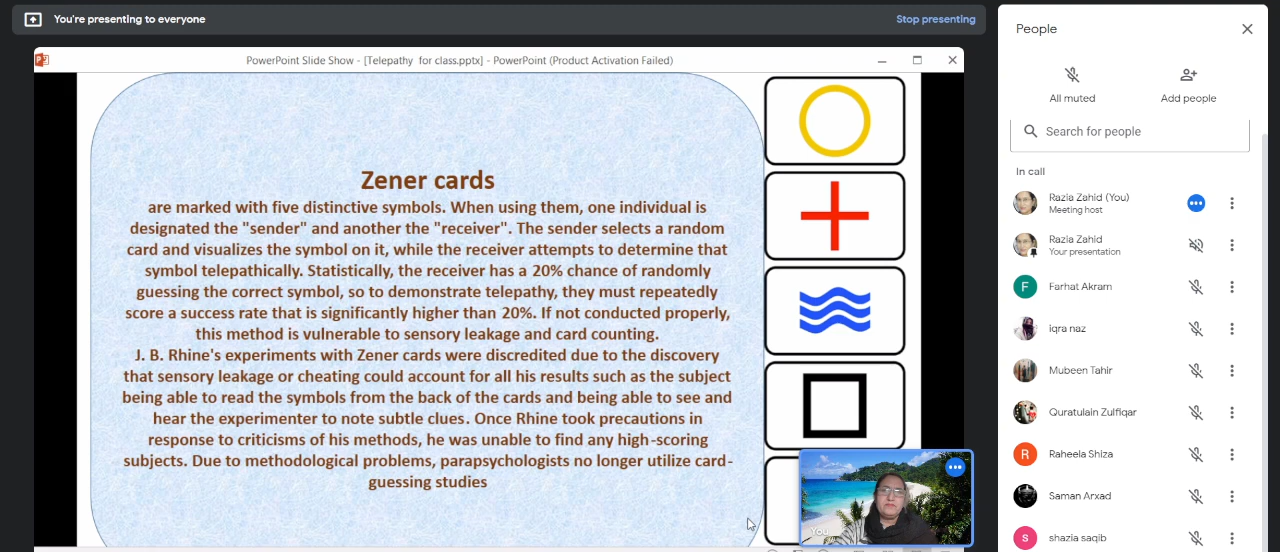 You're presenting to everyone
Stop presenting
PowerPoint Slide Show - [Telepathy for class.pptx] - PowerPoint (Product Activation Failed)
Zener cards
are marked with five distinctive symbols. When using them, one individual is
designated the "sender" and another the "receiver". The sender selects a random
card and visualizes the symbol on it, while the receiver attempts to determine that
symbol telepathically. Statistically, the receiver has a 20% chance of randomly
guessing the correct symbol, so to demonstrate telepathy, they must repeatedly
score a success rate that is significantly higher than 20%. If not conducted properly,
this method is vulnerable to sensory leakage and card counting.
J. B. Rhine's experiments with Zener cards were discredited due to the discovery
that sensory leakage or cheating could account for all his results such as the subject
being able to read the symbols from the back of the cards and being able to see and
hear the experimenter to note subtle clues. Once Rhine took precautions in
response to criticisms of his methods, he was unable to find any high-scoring
subjects. Due to methodological problems, parapsychologists no longer utilize card-
guessing studies
You
People
All muted
Add people
Search for people
In call
Razia Zahid (You)
Meeting host
Razia Zahid
Your presentation
F
Farhat Akram
iqra naz
Mubeen Tahir
Quratulain Zulfiqar
R
Raheela Shiza
Saman Arxad
s
shazia saqib